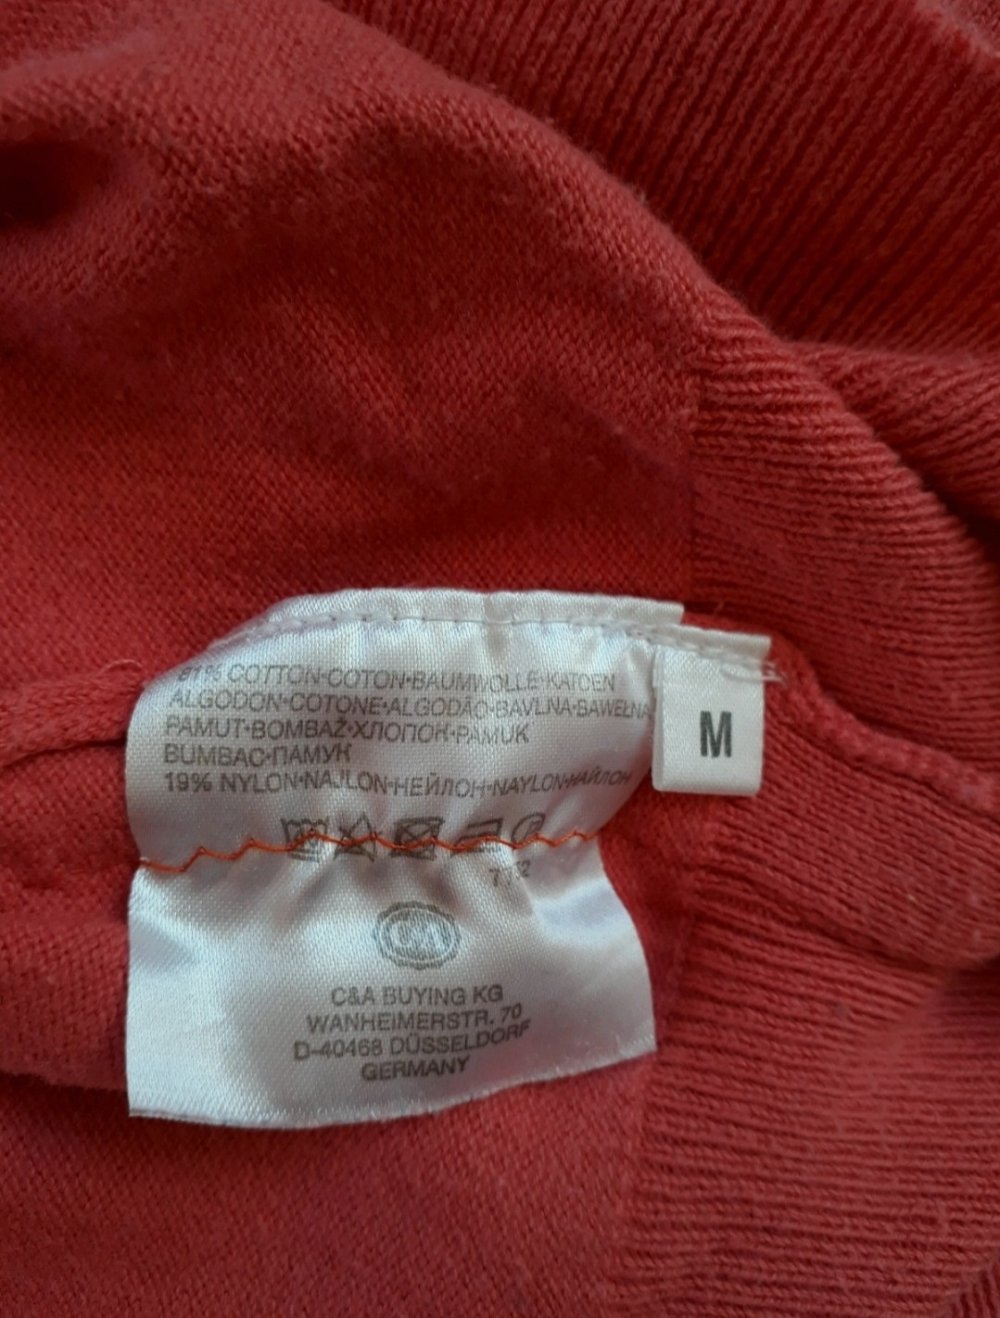 81% COTTON·COTON·BAUMWOLLE·KATOEN
ALGODON·COTONE·ALGODÃO·BAVLNA·BAWEŁNA
PAMUT·BOMBAŽ·ХЛОПОК·PAMUK
BUMBAC·ПАМУК
19% NYLON·NAJLON·НЕЙЛОН·NAYLON·НАЙЛОН
M
C&A
C&A BUYING KG
WANHEIMERSTR. 70
D-40468 DÜSSELDORF
GERMANY